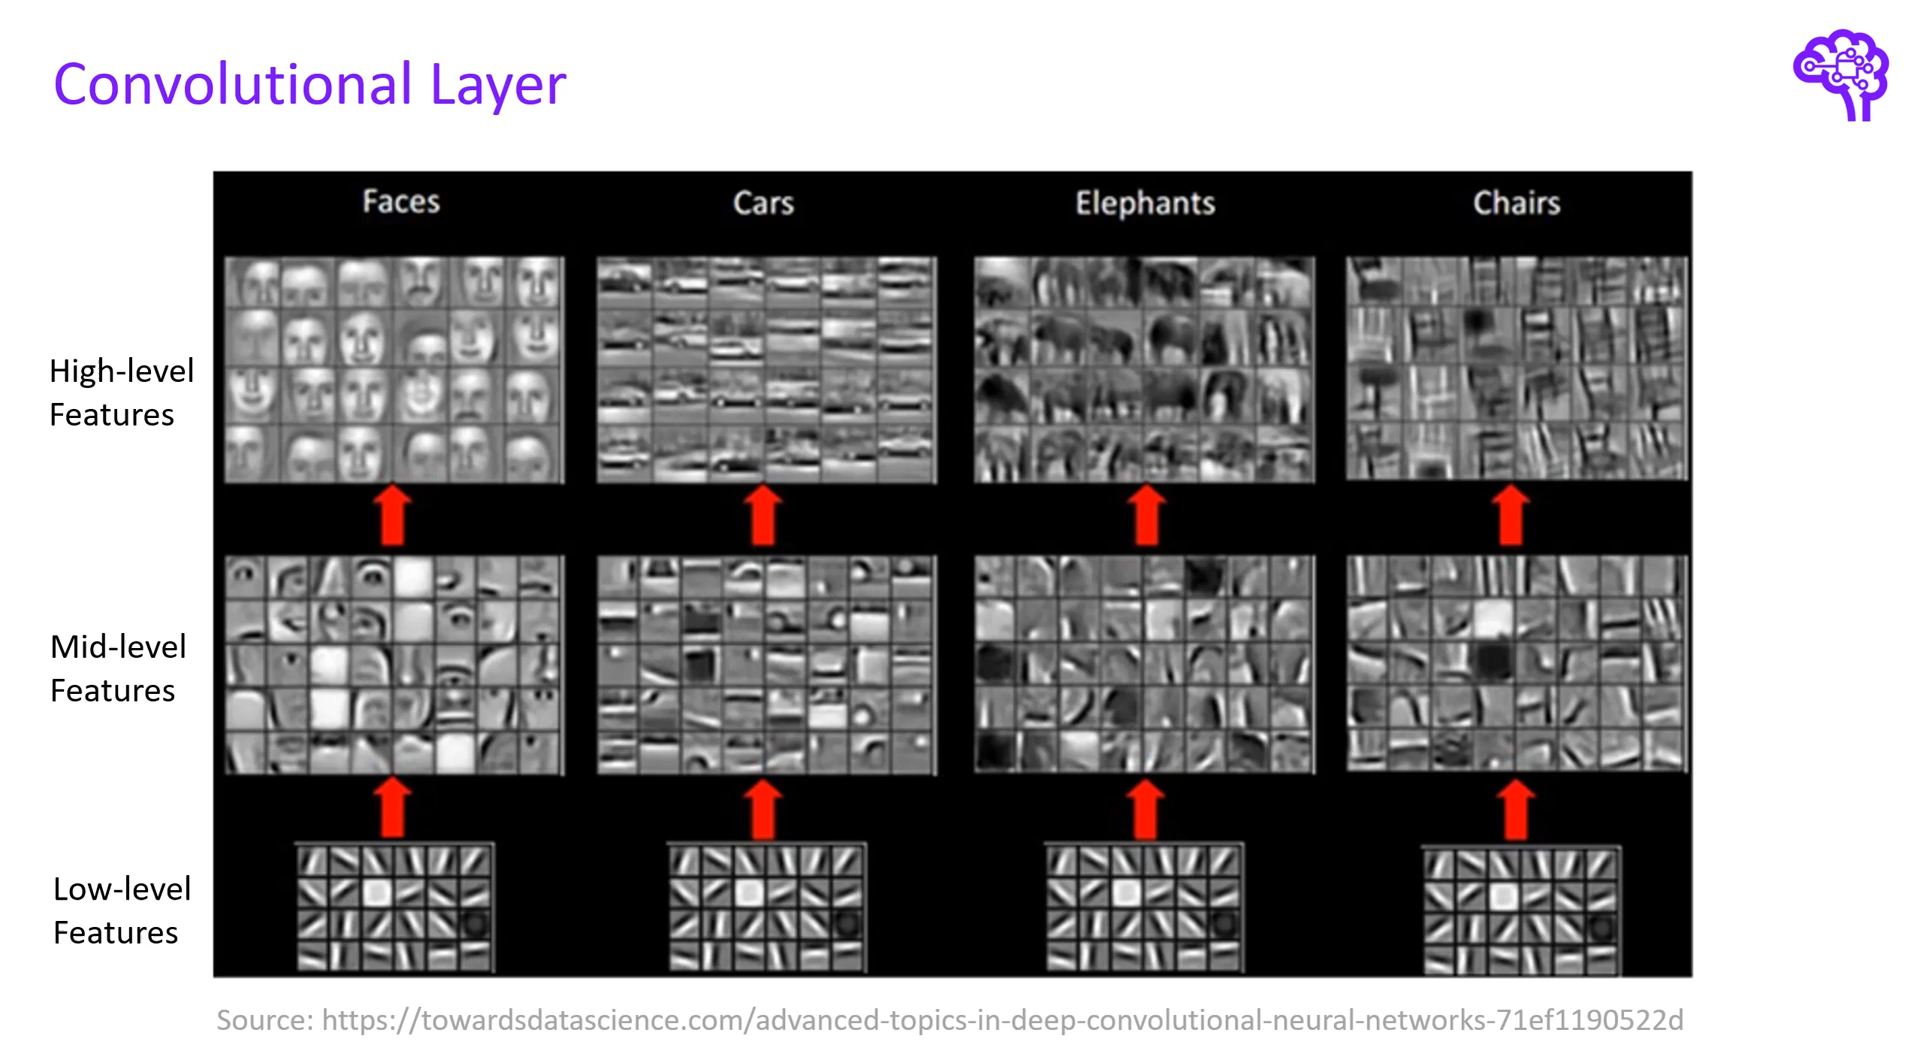 Convolutional Layer
Faces
Cars
Elephants
Chairs
High-level
Features
Mid-level
Features
Low-level
Features
Source: https://towardsdatascience.com/advanced-topics-in-deep-convolutional-neural-networks-71ef1190522d